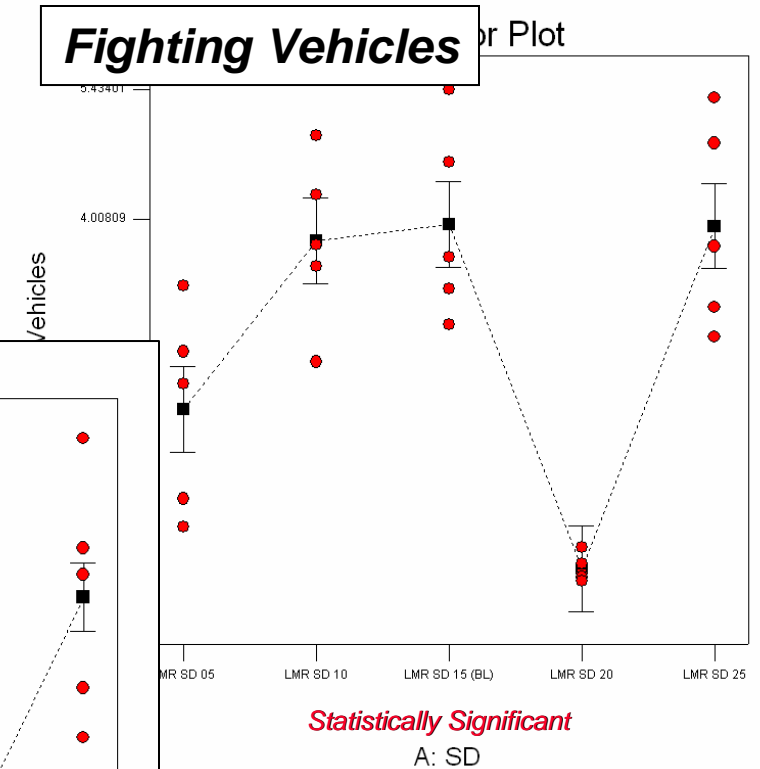 Fighting Vehicles
or Plot
5.43401
4.00809
Vehicles
MR SD 05
LMR SD 10
LMR SD 15 (BL)
LMR SD 20
LMR SD 25
Statistically Significant
A: SD